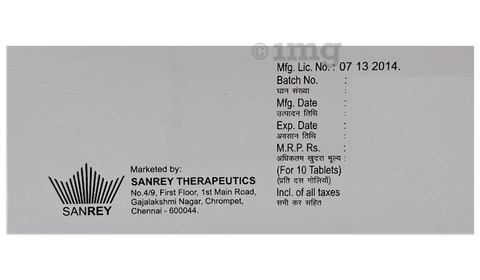 1mg
Mfg. Lic. No. : 07 13 2014.
Batch No. :
घान संख्या
Mfg. Date :
उत्पादन तिथि
Exp. Date :
अवसान तिथि
M.R.P. Rs. :
अधिकतम खुदरा मूल्य :
(For 10 Tablets)
(प्रति दस गोलियाँ)
Incl. of all taxes
सभी कर सहित
Marketed by:
SANREY THERAPEUTICS
No.4/9, First Floor, 1st Main Road,
Gajalakshmi Nagar, Chrompet,
Chennai - 600044.
SANREY